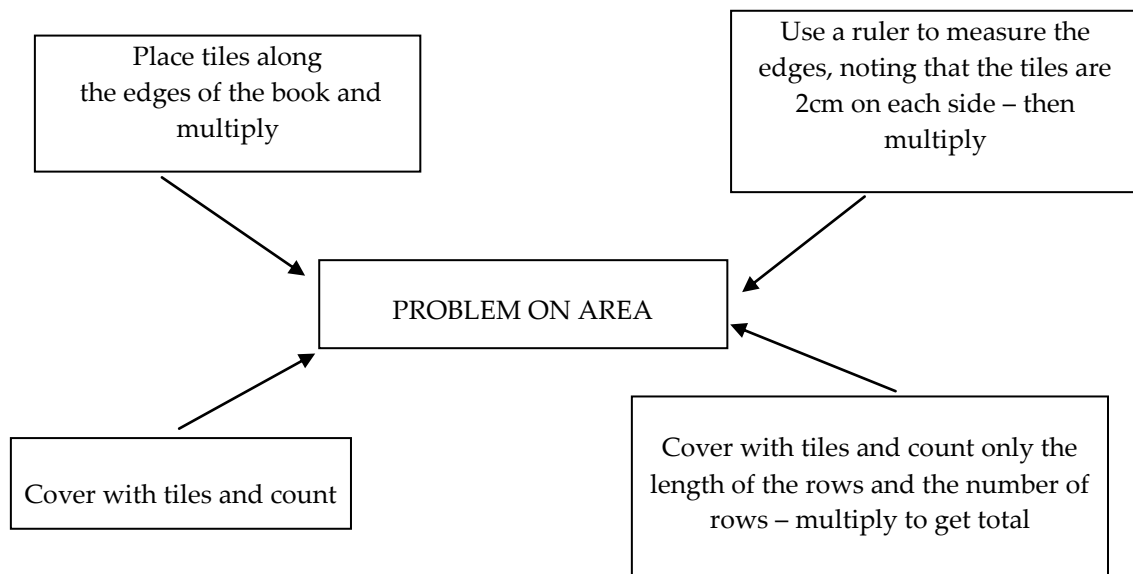 Place tiles along
the edges of the book and
multiply
Use a ruler to measure the
edges, noting that the tiles are
2cm on each side – then
multiply
PROBLEM ON AREA
Cover with tiles and count
Cover with tiles and count only the
length of the rows and the number of
rows – multiply to get total